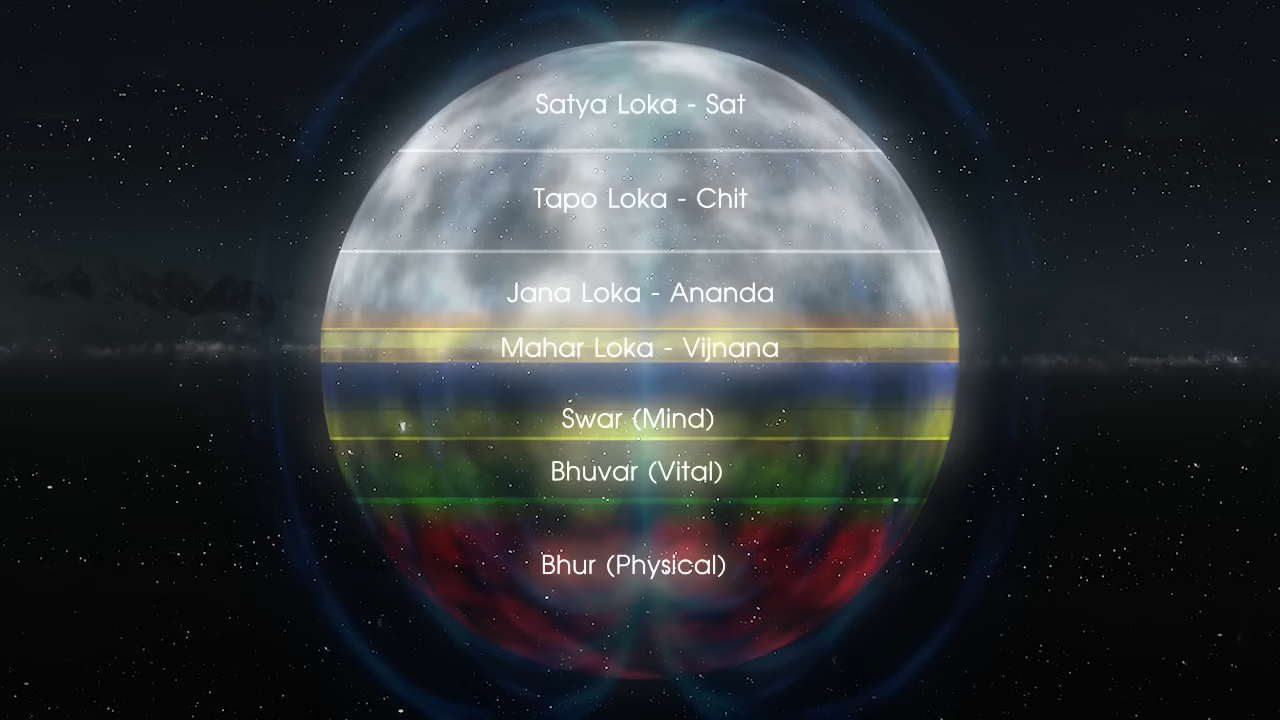 Satya Loka - Sat
Tapo Loka - Chit
Jana Loka - Ananda
Mahar Loka - Vijnana
Swar (Mind)
Bhuvar (Vital)
Bhur (Physical)